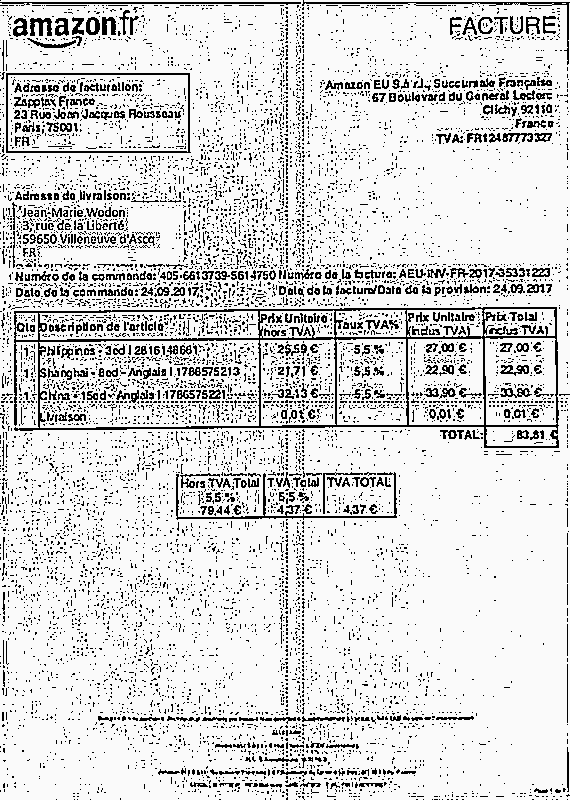 amazon.fr
FACTURE
Adresse de facturation:
Zapptax France
23 Rue Jean Jacques Rousseau
Paris, 75001
FR
Amazon EU S.à r.l., Succursale Française
67 Boulevard du General Leclerc
Clichy 92110
France
TVA: FR12487773327
Adresse de livraison:
Jean-Marie Wodon
3, rue de la Liberté
59650 Villeneuve d'Ascq
FR
Numéro de la commande: 405-6613739-5614750 Numéro de la facture: AEU-INV-FR-2017-35331223
Date de la commande: 24.09.2017 Date de la facture/Date de la provision: 24.09.2017
Qté Description de l'article Prix Unitaire (hors TVA) Taux TVA% Prix Unitaire (inclus TVA) Prix Total (inclus TVA)
1 Philippines - 3ed | 2816148661 25,59 € 5,5 % 27,00 € 27,00 €
1 Shanghai - 8ed - Anglais | 1786575213 21,71 € 5,5 % 22,90 € 22,90 €
1 China - 15ed - Anglais | 1786575221 32,13 € 5,5 % 33,90 € 33,90 €
Livraison 0,01 € 0,01 € 0,01 €
TOTAL: 83,81 €
Hors TVA Total TVA Total TVA TOTAL
5,5 % 5,5 %
79,44 € 4,37 € 4,37 €